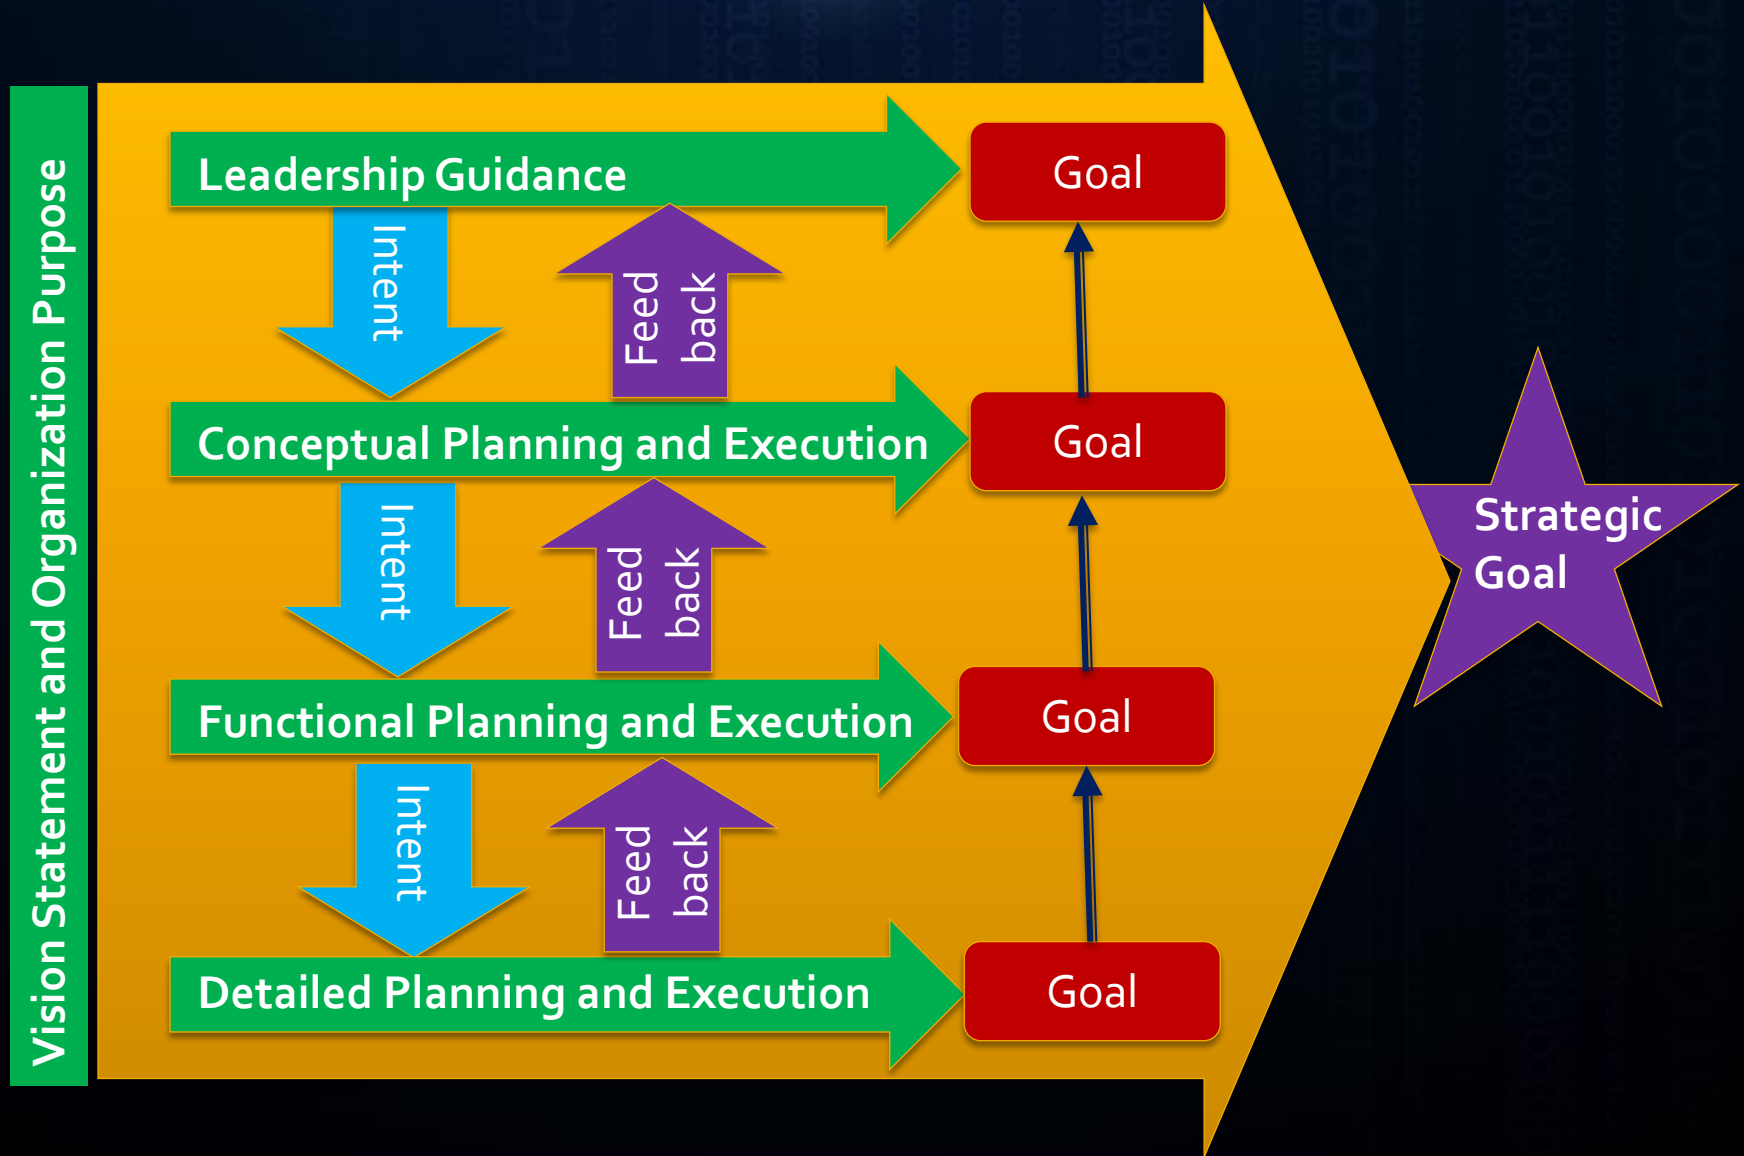 Vision Statement and Organization Purpose
Leadership Guidance
Goal
Intent
Feed
back
Conceptual Planning and Execution
Goal
Intent
Feed
back
Functional Planning and Execution
Goal
Intent
Feed
back
Detailed Planning and Execution
Goal
Strategic
Goal